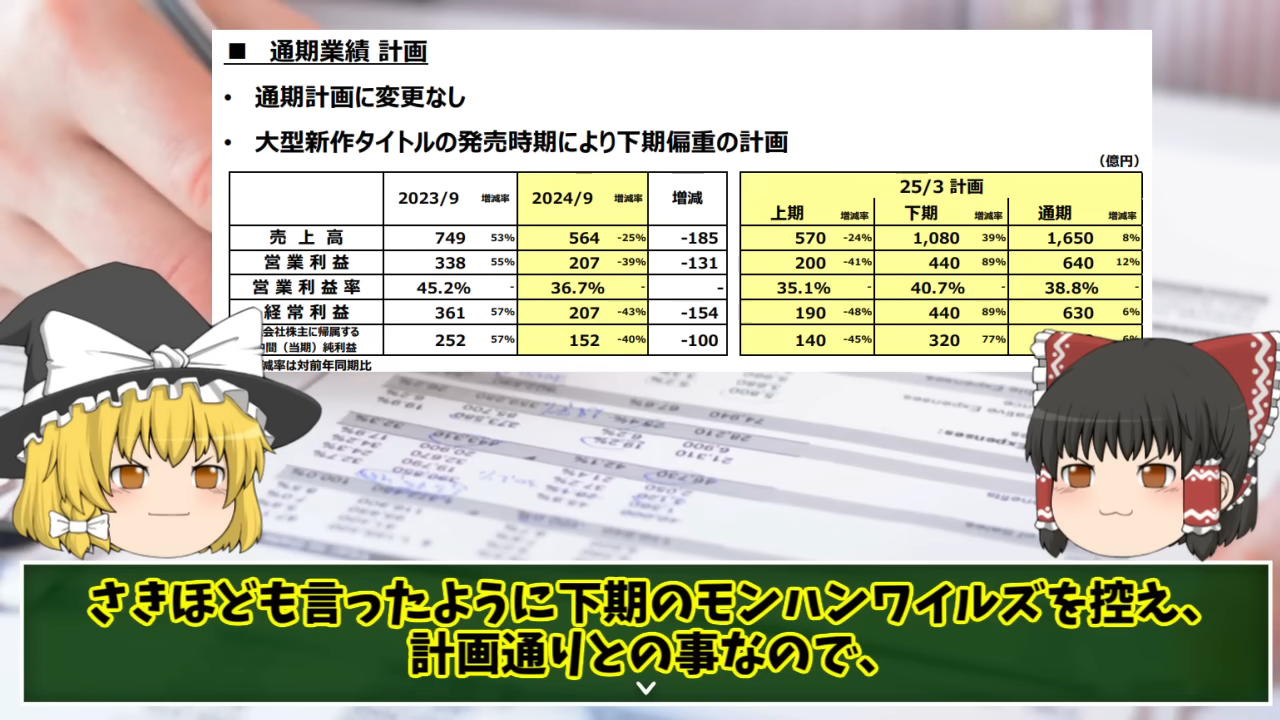 ■ 通期業績 計画
• 通期計画に変更なし
• 大型新作タイトルの発売時期により下期偏重の計画
（億円）
2023/9 増減率 2024/9 増減率 増減
25/3 計画
上期 増減率 下期 増減率 通期 増減率
売上高 749 53% 564 -25% -185 570 -24% 1,080 39% 1,650 8%
営業利益 338 55% 207 -39% -131 200 -41% 440 89% 640 12%
営業利益率 45.2% - 36.7% - - 35.1% - 40.7% - 38.8% -
経常利益 361 57% 207 -43% -154 190 -48% 440 89% 630 6%
会社株主に帰属する
間（当期）純利益 252 57% 152 -40% -100 140 -45% 320 77%
減率は対前年同期比
さきほども言ったように下期のモンハンワイルズを控え、
計画通りとの事なので、